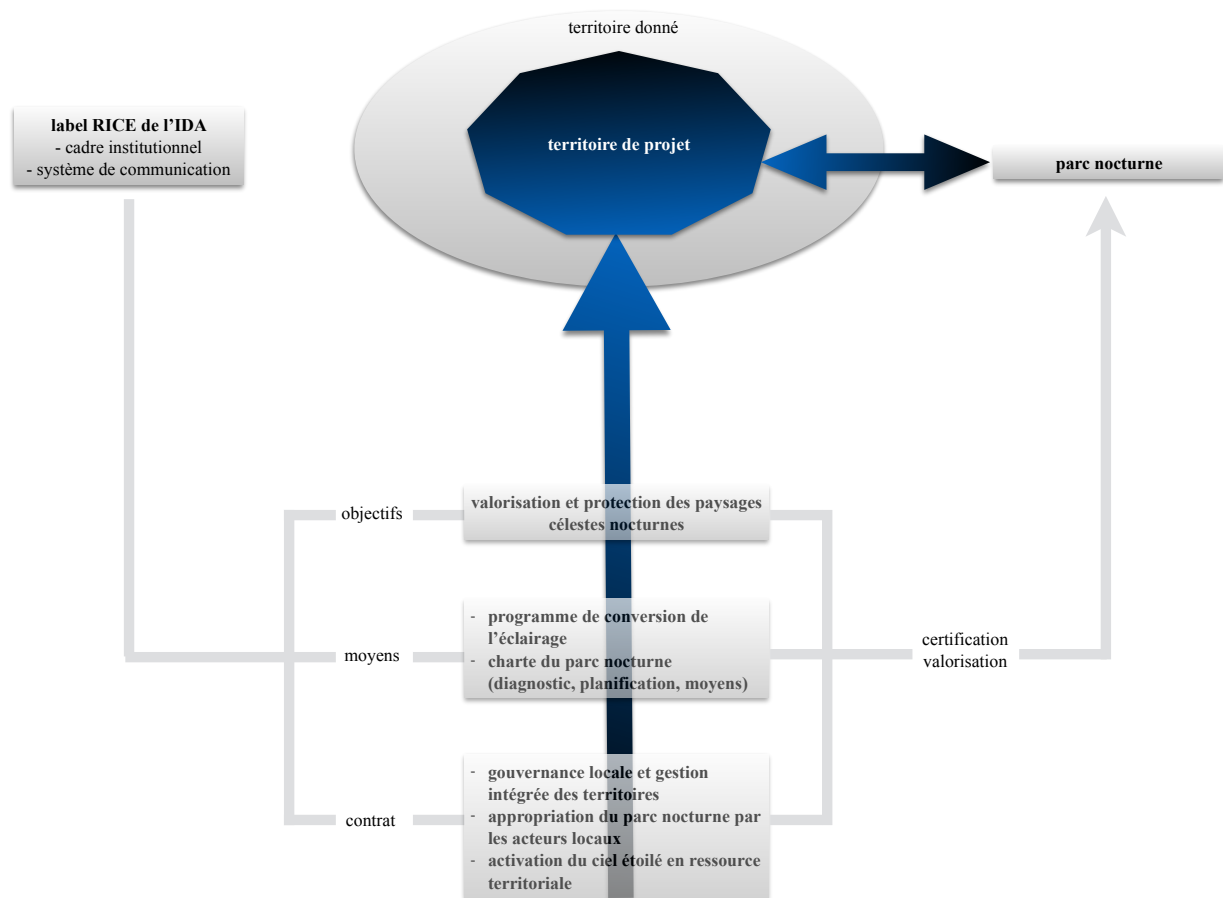 territoire donné
territoire de projet
label RICE de l’IDA
- cadre institutionnel
- système de communication
parc nocturne
objectifs
valorisation et protection des paysages
célestes nocturnes
moyens
- programme de conversion de
l’éclairage
- charte du parc nocturne
(diagnostic, planification, moyens)
certification
valorisation
contrat
- gouvernance locale et gestion
intégrée des territoires
- appropriation du parc nocturne par
les acteurs locaux
- activation du ciel étoilé en ressource
territoriale